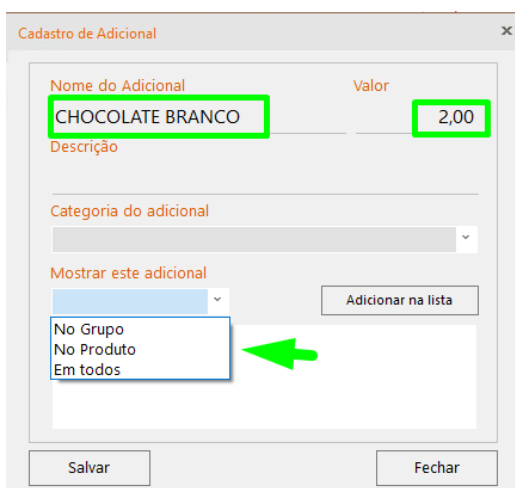 Cadastro de Adicional
Nome do Adicional Valor
CHOCOLATE BRANCO 2,00
Descrição
Categoria do adicional
Mostrar este adicional
Adicionar na lista
No Grupo
No Produto
Em todos
Salvar Fechar